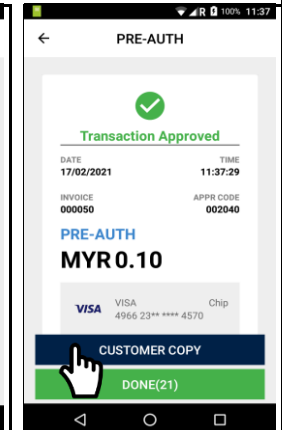 R 100% 11:37
PRE-AUTH
Transaction Approved
DATE TIME
17/02/2021 11:37:29
INVOICE APPR CODE
000050 002040
PRE-AUTH
MYR 0.10
VISA VISA Chip
4966 23** **** 4570
CUSTOMER COPY
DONE(21)